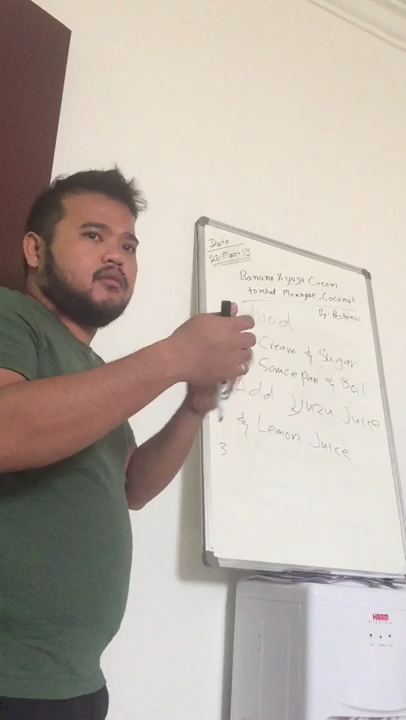 Date
23-Mar-19
Banana & yuzu Cream
torched Meringue, Coconut
By:
Cream & Sugar
Saucepan & Boil
Add Yuzu Juice
& Lemon Juice
3
HAAM